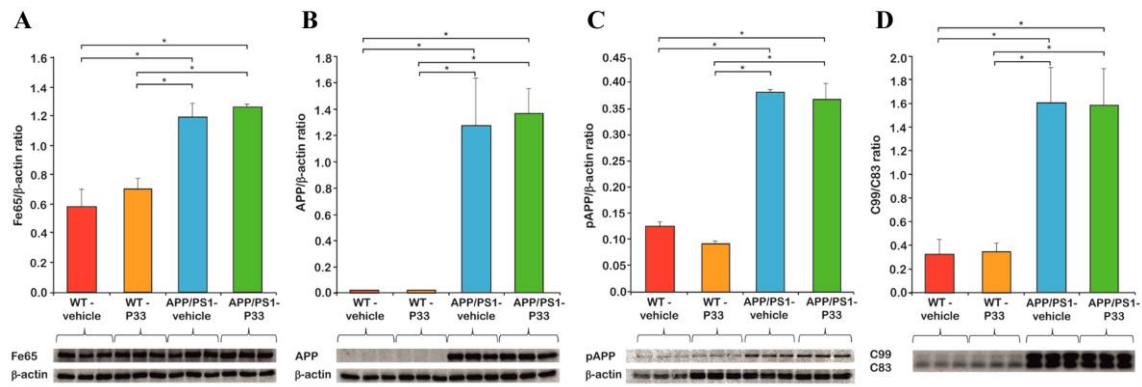 A
*
*
*
*
Fe65/β-actin ratio
1.6
1.4
1.2
1.0
0.8
0.6
0.4
0.2
0.0
WT - vehicle
WT - P33
APP/PS1- vehicle
APP/PS1- P33
Fe65
β-actin
B
*
*
*
*
APP/β-actin ratio
1.8
1.6
1.4
1.2
1.0
0.8
0.6
0.4
0.2
0.0
WT - vehicle
WT - P33
APP/PS1- vehicle
APP/PS1- P33
APP
β-actin
C
*
*
*
*
pAPP/β-actin ratio
0.45
0.40
0.35
0.30
0.25
0.20
0.15
0.10
0.05
0.00
WT - vehicle
WT - P33
APP/PS1- vehicle
APP/PS1- P33
pAPP
β-actin
D
*
*
*
*
C99/C83 ratio
2.0
1.8
1.6
1.4
1.2
1.0
0.8
0.6
0.4
0.2
0.0
WT - vehicle
WT - P33
APP/PS1- vehicle
APP/PS1- P33
C99
C83